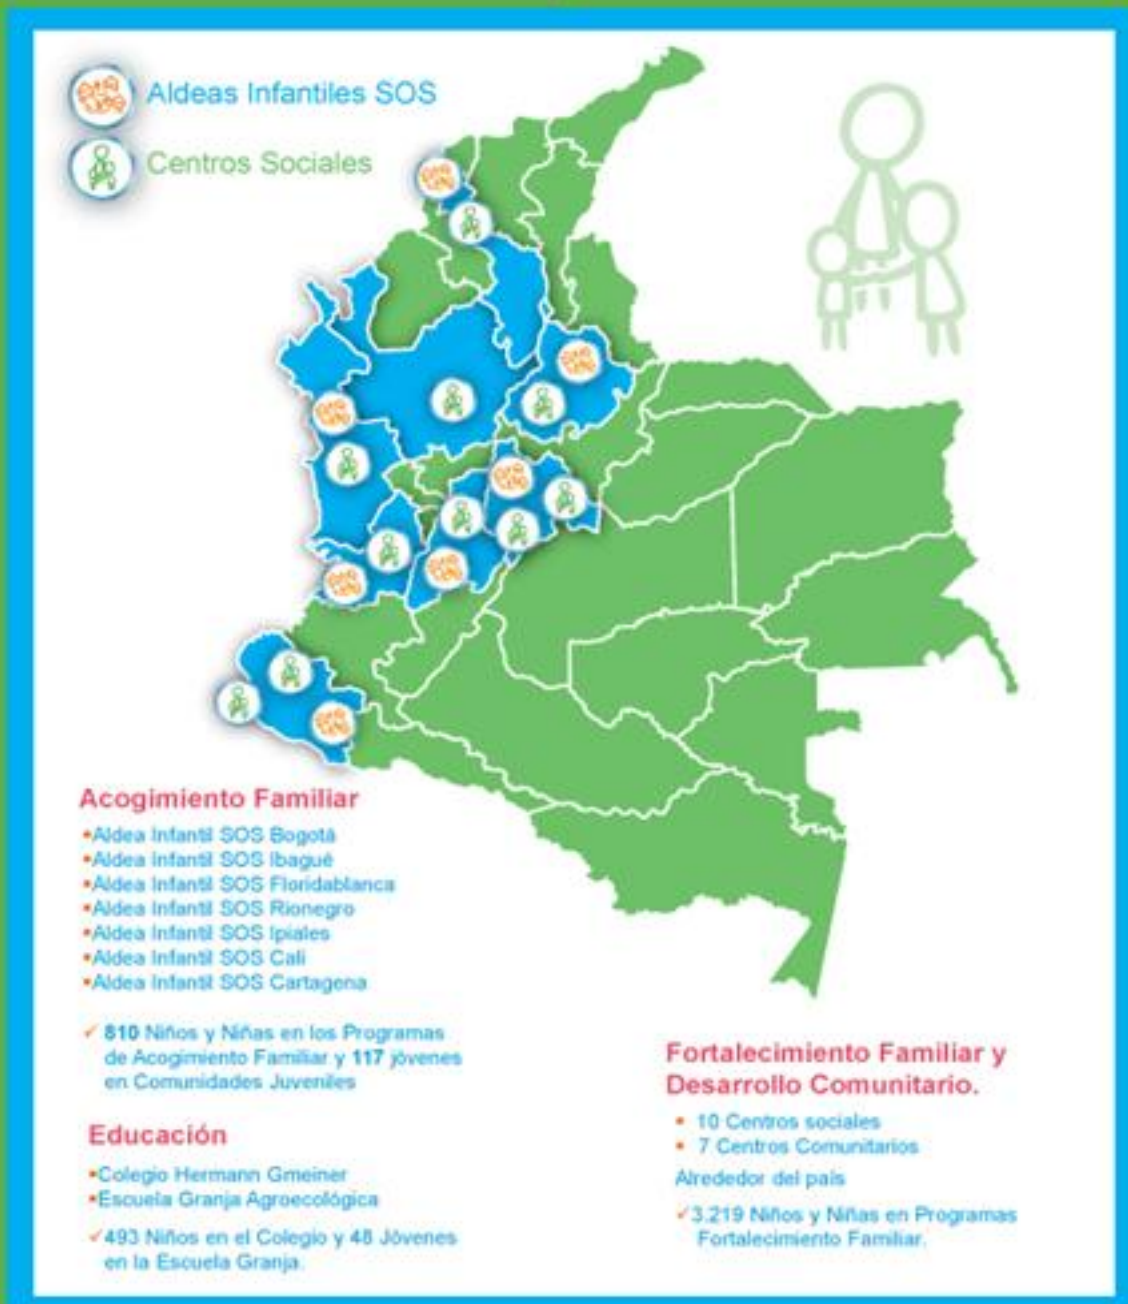 Aldeas Infantiles SOS
Centros Sociales
Acogimiento Familiar
•Aldea Infantil SOS Bogotá
•Aldea Infantil SOS Ibagué
•Aldea Infantil SOS Floridablanca
•Aldea Infantil SOS Rionegro
•Aldea Infantil SOS Ipiales
•Aldea Infantil SOS Cali
•Aldea Infantil SOS Cartagena
✓ 810 Niños y Niñas en los Programas
de Acogimiento Familiar y 117 jóvenes
en Comunidades Juveniles
Educación
•Colegio Hermann Gmeiner
•Escuela Granja Agroecológica
✓493 Niños en el Colegio y 48 Jóvenes
en la Escuela Granja.
Fortalecimiento Familiar y
Desarrollo Comunitario.
• 10 Centros sociales
• 7 Centros Comunitarios
Alrededor del país
✓3.219 Niños y Niñas en Programas
Fortalecimiento Familiar.